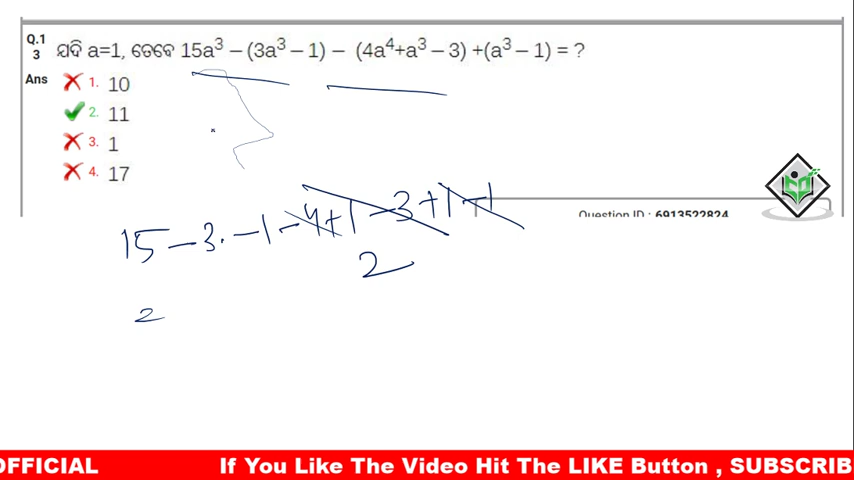 Q.1
3 ଯଦି a=1, ତେବେ 15a³ – (3a³ – 1) – (4a⁴+a³ – 3) +(a³ – 1) = ?
Ans 1. 10
2. 11
3. 1
4. 17
Question ID : 6913522824
15 – 3 . – 1 – 4 + 1 – 3 + 1 – 1
2
2
OFFICIAL If You Like The Video Hit The LIKE Button , SUBSCRIB